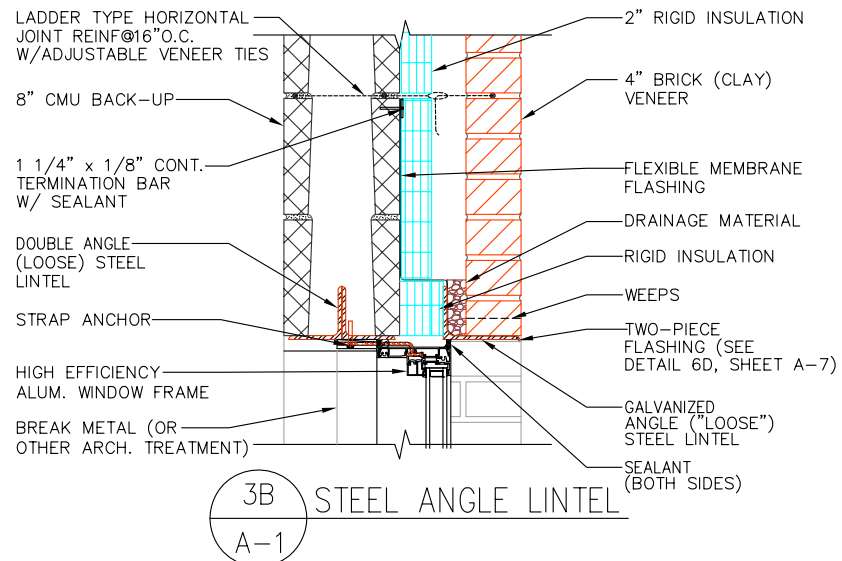 LADDER TYPE HORIZONTAL
JOINT REINF@16"O.C.
W/ADJUSTABLE VENEER TIES
8" CMU BACK-UP
1 1/4" x 1/8" CONT.
TERMINATION BAR
W/ SEALANT
DOUBLE ANGLE
(LOOSE) STEEL
LINTEL
STRAP ANCHOR
HIGH EFFICIENCY
ALUM. WINDOW FRAME
BREAK METAL (OR
OTHER ARCH. TREATMENT)
2" RIGID INSULATION
4" BRICK (CLAY)
VENEER
FLEXIBLE MEMBRANE
FLASHING
DRAINAGE MATERIAL
RIGID INSULATION
WEEPS
TWO-PIECE
FLASHING (SEE
DETAIL 6D, SHEET A-7)
GALVANIZED
ANGLE ("LOOSE")
STEEL LINTEL
SEALANT
(BOTH SIDES)
3B
A-1
STEEL ANGLE LINTEL